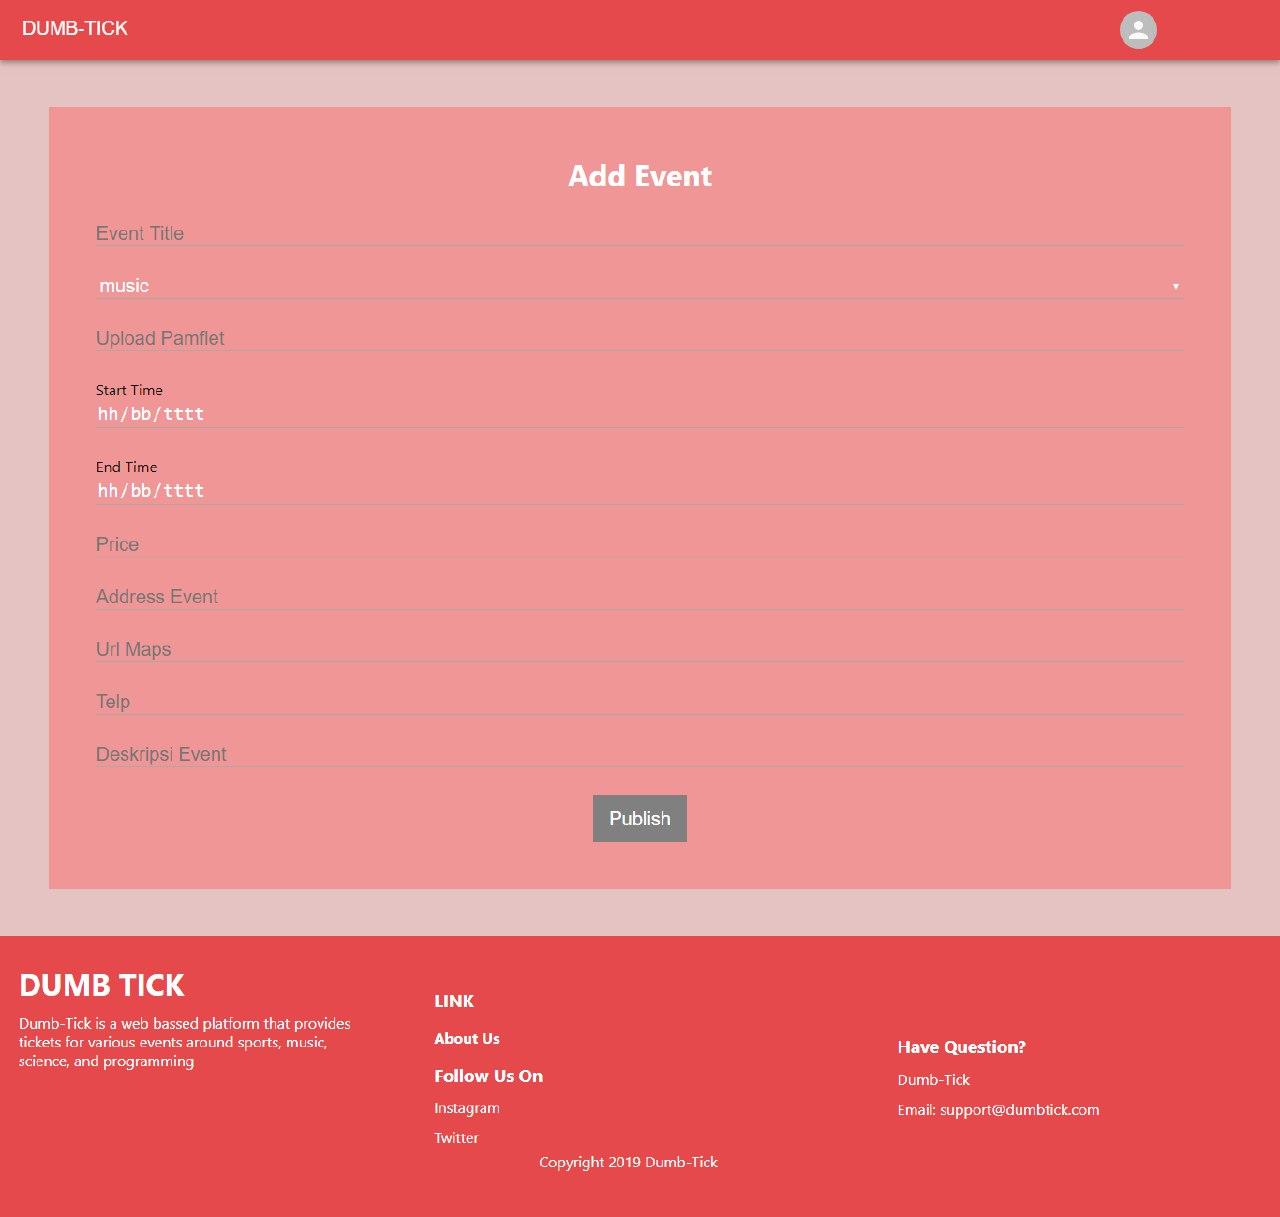 DUMB-TICK
Add Event
Event Title
music
Upload Pamflet
Start Time
hh/bb/tttt
End Time
hh/bb/tttt
Price
Address Event
Url Maps
Telp
Deskripsi Event
Publish
DUMB TICK
Dumb-Tick is a web bassed platform that provides
tickets for various events around sports, music,
science, and programming
LINK
About Us
Follow Us On
Instagram
Twitter
Have Question?
Dumb-Tick
Email: support@dumbtick.com
Copyright 2019 Dumb-Tick